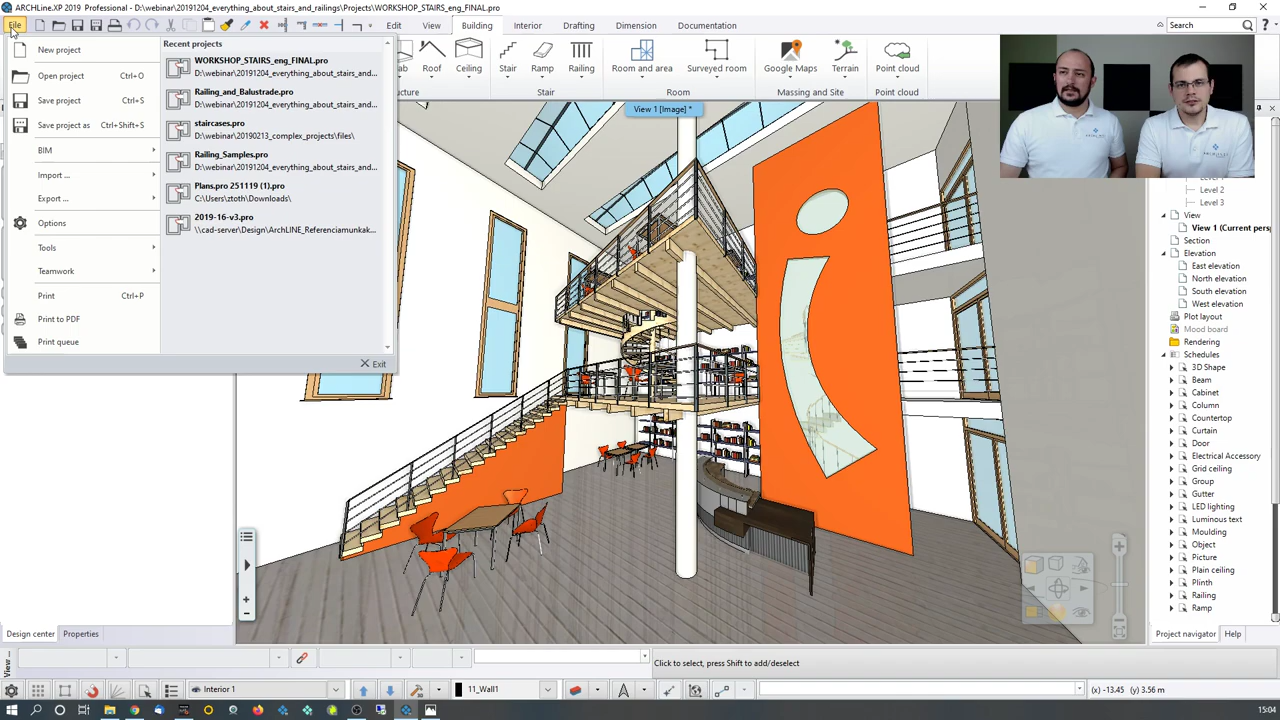 ARCHLine.XP 2019 - Project: D:\webinar\20191204_everything_about_stairs_and_railings\Projects\WORKSHOP_STAIRS_eng_FINAL.pro
File
Edit
View
Building
Interior
Drafting
Dimension
Documentation
Search
New project
Open project Ctrl+O
Save project Ctrl+S
Save project as Ctrl+Shift+S
BIM
Import ...
Export ...
Options
Tools
Teamwork
Print Ctrl+P
Print to PDF
Print queue
Exit
Recent projects
WORKSHOP_STAIRS_eng_FINAL.pro
D:\webinar\20191204_everything_about_stairs_and...
Railing_and_Balustrade.pro
D:\webinar\20191204_everything_about_stairs_and...
staircases.pro
D:\webinar\20190213_complex_projects\files\
Railing_Samples.pro
D:\webinar\20191204_everything_about_stairs_and...
Plans.pro 251119 (1).pro
C:\Users\ztoth\Downloads\
2019-16-v3.pro
\\cad-server\Design\ArchLINE_Referenciamunkak...
Roof
Ceiling
Stair
Ramp
Railing
Room and area
Surveyed room
Google Maps
Terrain
Point cloud
Stair
Room
Massing and Site
Point cloud
View 1 [Image] *
Level 2
Level 3
View
View 1 (Current pers
Section
Elevation
East elevation
North elevation
South elevation
West elevation
Plot layout
Mood board
Rendering
Schedules
3D Shape
Beam
Cabinet
Column
Countertop
Curtain
Door
Electrical Accessory
Grid ceiling
Group
Gutter
LED lighting
Luminous text
Moulding
Object
Picture
Plain ceiling
Plinth
Railing
Ramp
Design center
Properties
Project navigator
Help
View
Click to select, press Shift to add/deselect
Interior 1
11_Wall1
(x) -13.45 (y) 3.56 m
15:04